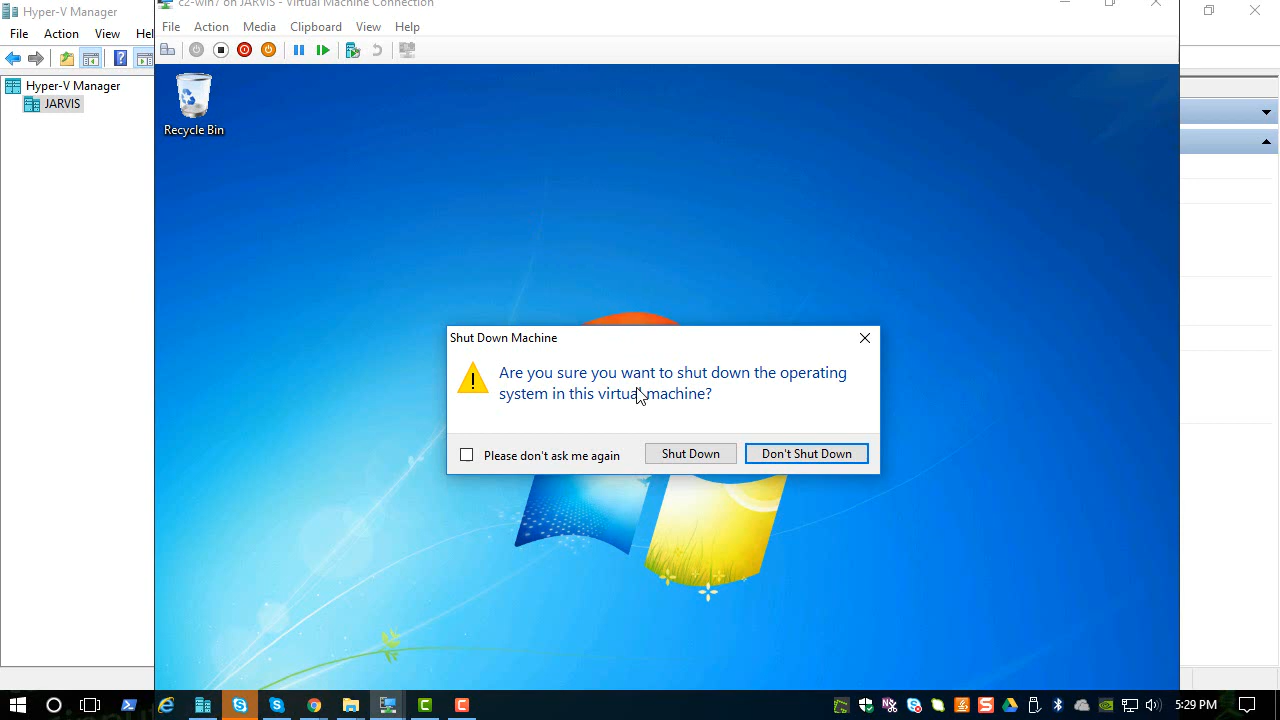 Hyper-V Manager
c2-win7 on JARVIS - Virtual Machine Connection
File Action View Hel
File Action Media Clipboard View Help
Hyper-V Manager
JARVIS
Recycle Bin
Shut Down Machine
Are you sure you want to shut down the operating
system in this virtual machine?
Please don't ask me again
Shut Down
Don't Shut Down
5:29 PM